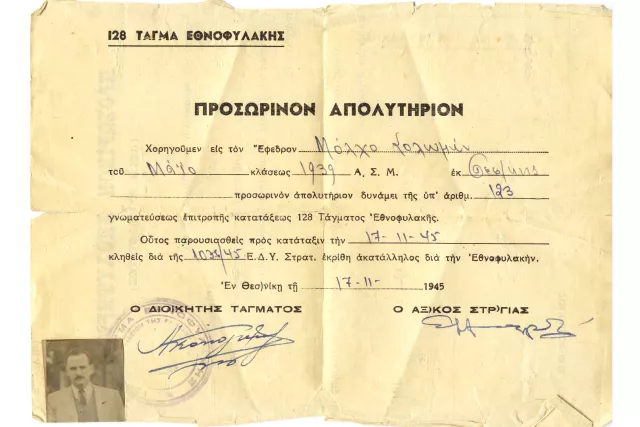 128 ΤΑΓΜΑ ΕΘΝΟΦΥΛΑΚΗΣ
ΠΡΟΣΩΡΙΝΟΝ ΑΠΟΛΥΤΗΡΙΟΝ
Χορηγοῦμεν εἰς τὸν Ἔφεδρον Μόλχο Σολομών
τοῦ κλάσεως 1939 Α.Σ.Μ. ἐκ Θεσ/κης
προσωρινὸν ἀπολυτήριον δυνάμει τῆς ὑπ' ἀριθμ. 123
γνωματεύσεως ἐπιτροπῆς κατατάξεως 128 Τάγματος Ἐθνοφυλακῆς.
Οὗτος παρουσιασθεὶς πρὸς κατάταξιν τὴν 17-11-45
κληθεὶς διὰ τῆς Ε.Δ.Υ. Στρατ. ἐκρίθη ἀκατάλληλος διὰ τὴν Ἐθνοφυλακήν.
Ἐν Θεσ)νίκῃ τῇ 17-11- 1945
Ο ΔΙΟΙΚΗΤΗΣ ΤΑΓΜΑΤΟΣ Ο ΑΞ)ΚΟΣ ΣΤΡ)ΓΙΑΣ